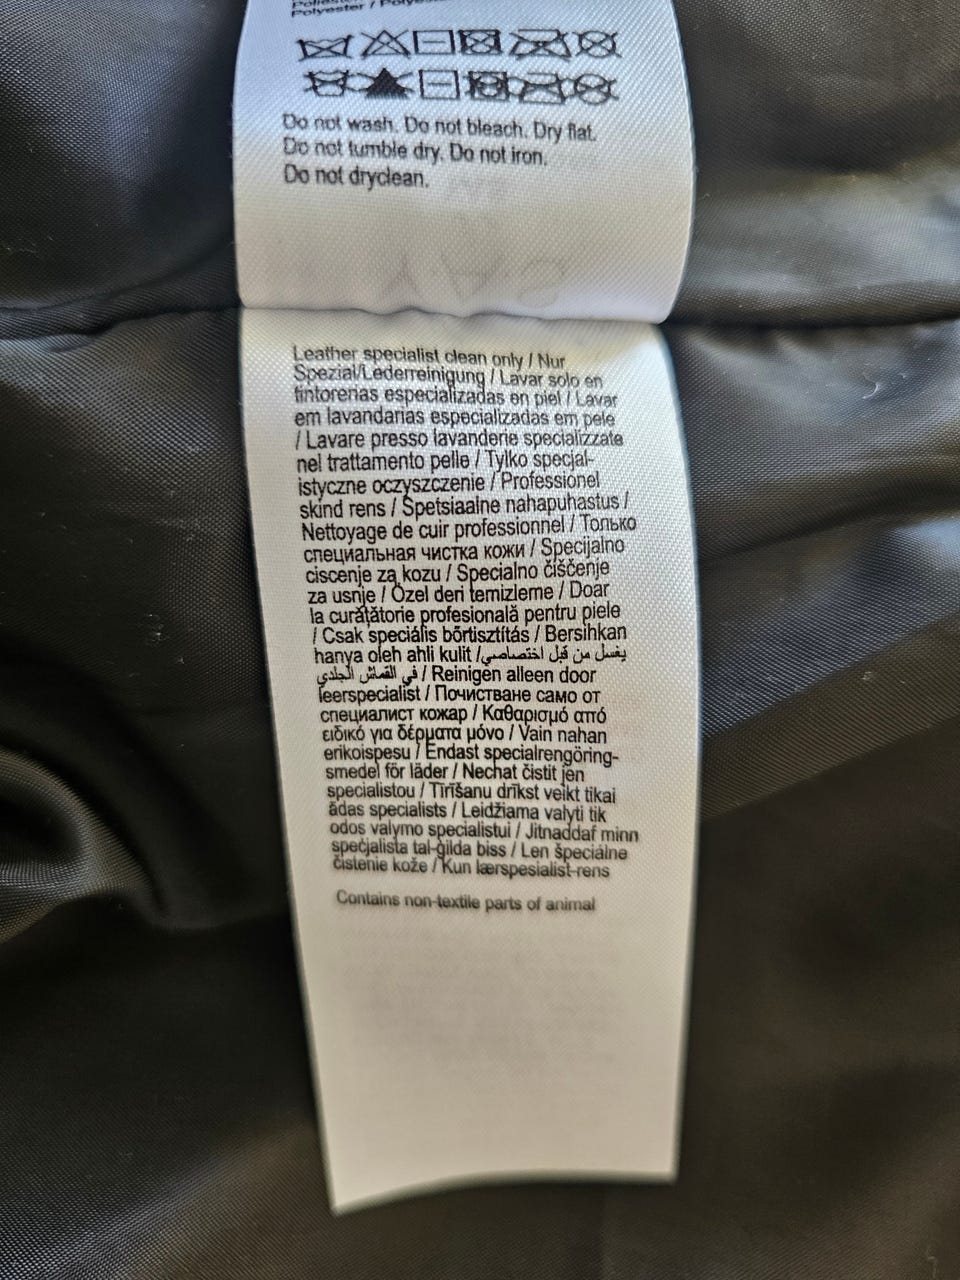 Polyester / Polyes
Do not wash. Do not bleach. Dry flat.
Do not tumble dry. Do not iron.
Do not dryclean.
Leather specialist clean only / Nur
Spezial/Lederreinigung / Lavar solo en
tintorerias especializadas en piel / Lavar
em lavandarias especializadas em pele
/ Lavare presso lavanderie specializzate
nel trattamento pelle / Tylko specjal-
istyczne oczyszczenie / Professionel
skind rens / Spetsiaalne nahapuhastus /
Nettoyage de cuir professionnel / Только
специальная чистка кожи / Specijalno
ciscenje za kozu / Specialno čiščenje
za usnje / Özel deri temizleme / Doar
la curăţătorie profesională pentru piele
/ Csak speciális bőrtisztítás / Bersihkan
hanya oleh ahli kulit / يغسل من قبل اختصاصي
في القماش الجلدي / Reinigen alleen door
leerspecialist / Почистване само от
специалист кожар / Καθαρισμό από
ειδικό για δέρματα μόνο / Vain nahan
erikoispesu / Endast specialrengöring-
smedel för läder / Nechat čistit jen
specialistou / Tīrīšanu drīkst veikt tikai
ādas specialists / Leidžiama valyti tik
odos valymo specialistui / Jitnaddaf minn
speċjalista tal-ġilda biss / Len špeciálne
čistenie kože / Kun lærspesialist-rens
Contains non-textile parts of animal